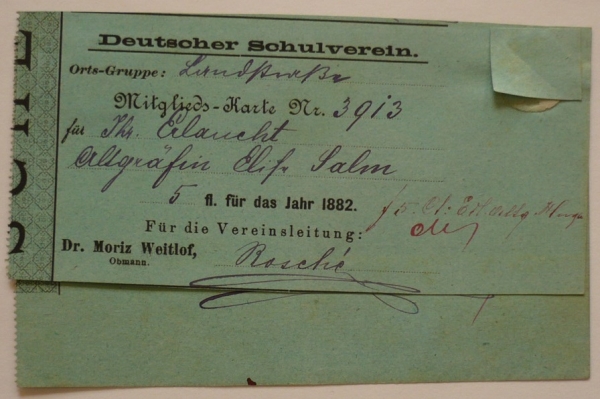 Deutscher Schulverein.
Orts-Gruppe: Landstraße
Mitglieds-Karte Nr. 3913
für Ihr. Erlaucht
Altgräfin Elise Salm
5 fl. für das Jahr 1882.
Für die Vereinsleitung:
Dr. Moriz Weitlof,
Obmann.
Rosché